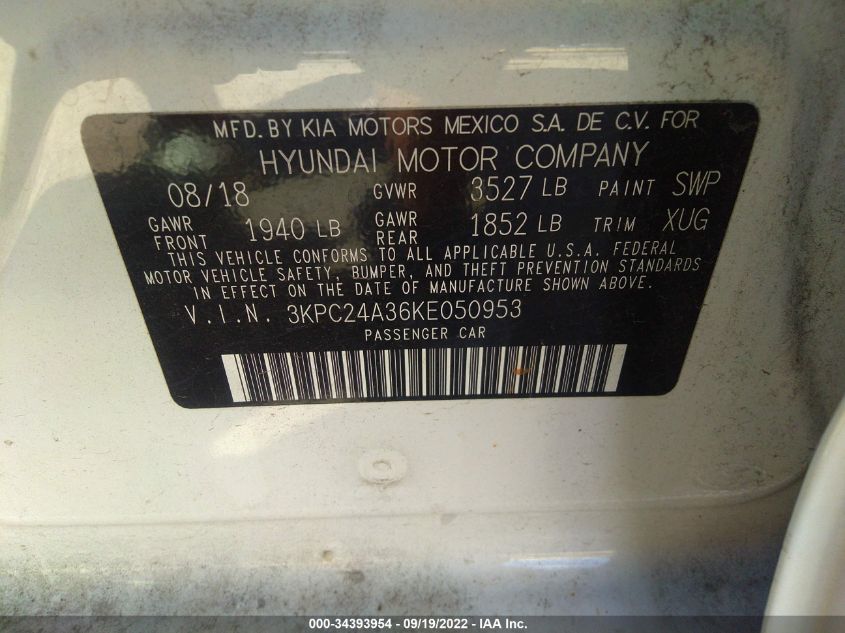 MFD. BY KIA MOTORS MEXICO S.A. DE C.V. FOR
HYUNDAI MOTOR COMPANY
08/18 GVWR 3527 LB PAINT SWP
GAWR FRONT 1940 LB GAWR REAR 1852 LB TRIM XUG
THIS VEHICLE CONFORMS TO ALL APPLICABLE U.S.A. FEDERAL
MOTOR VEHICLE SAFETY, BUMPER, AND THEFT PREVENTION STANDARDS
IN EFFECT ON THE DATE OF MANUFACTURE SHOWN ABOVE.
V.I.N. 3KPC24A36KE050953
PASSENGER CAR
000-34393954 - 09/19/2022 - IAA Inc.